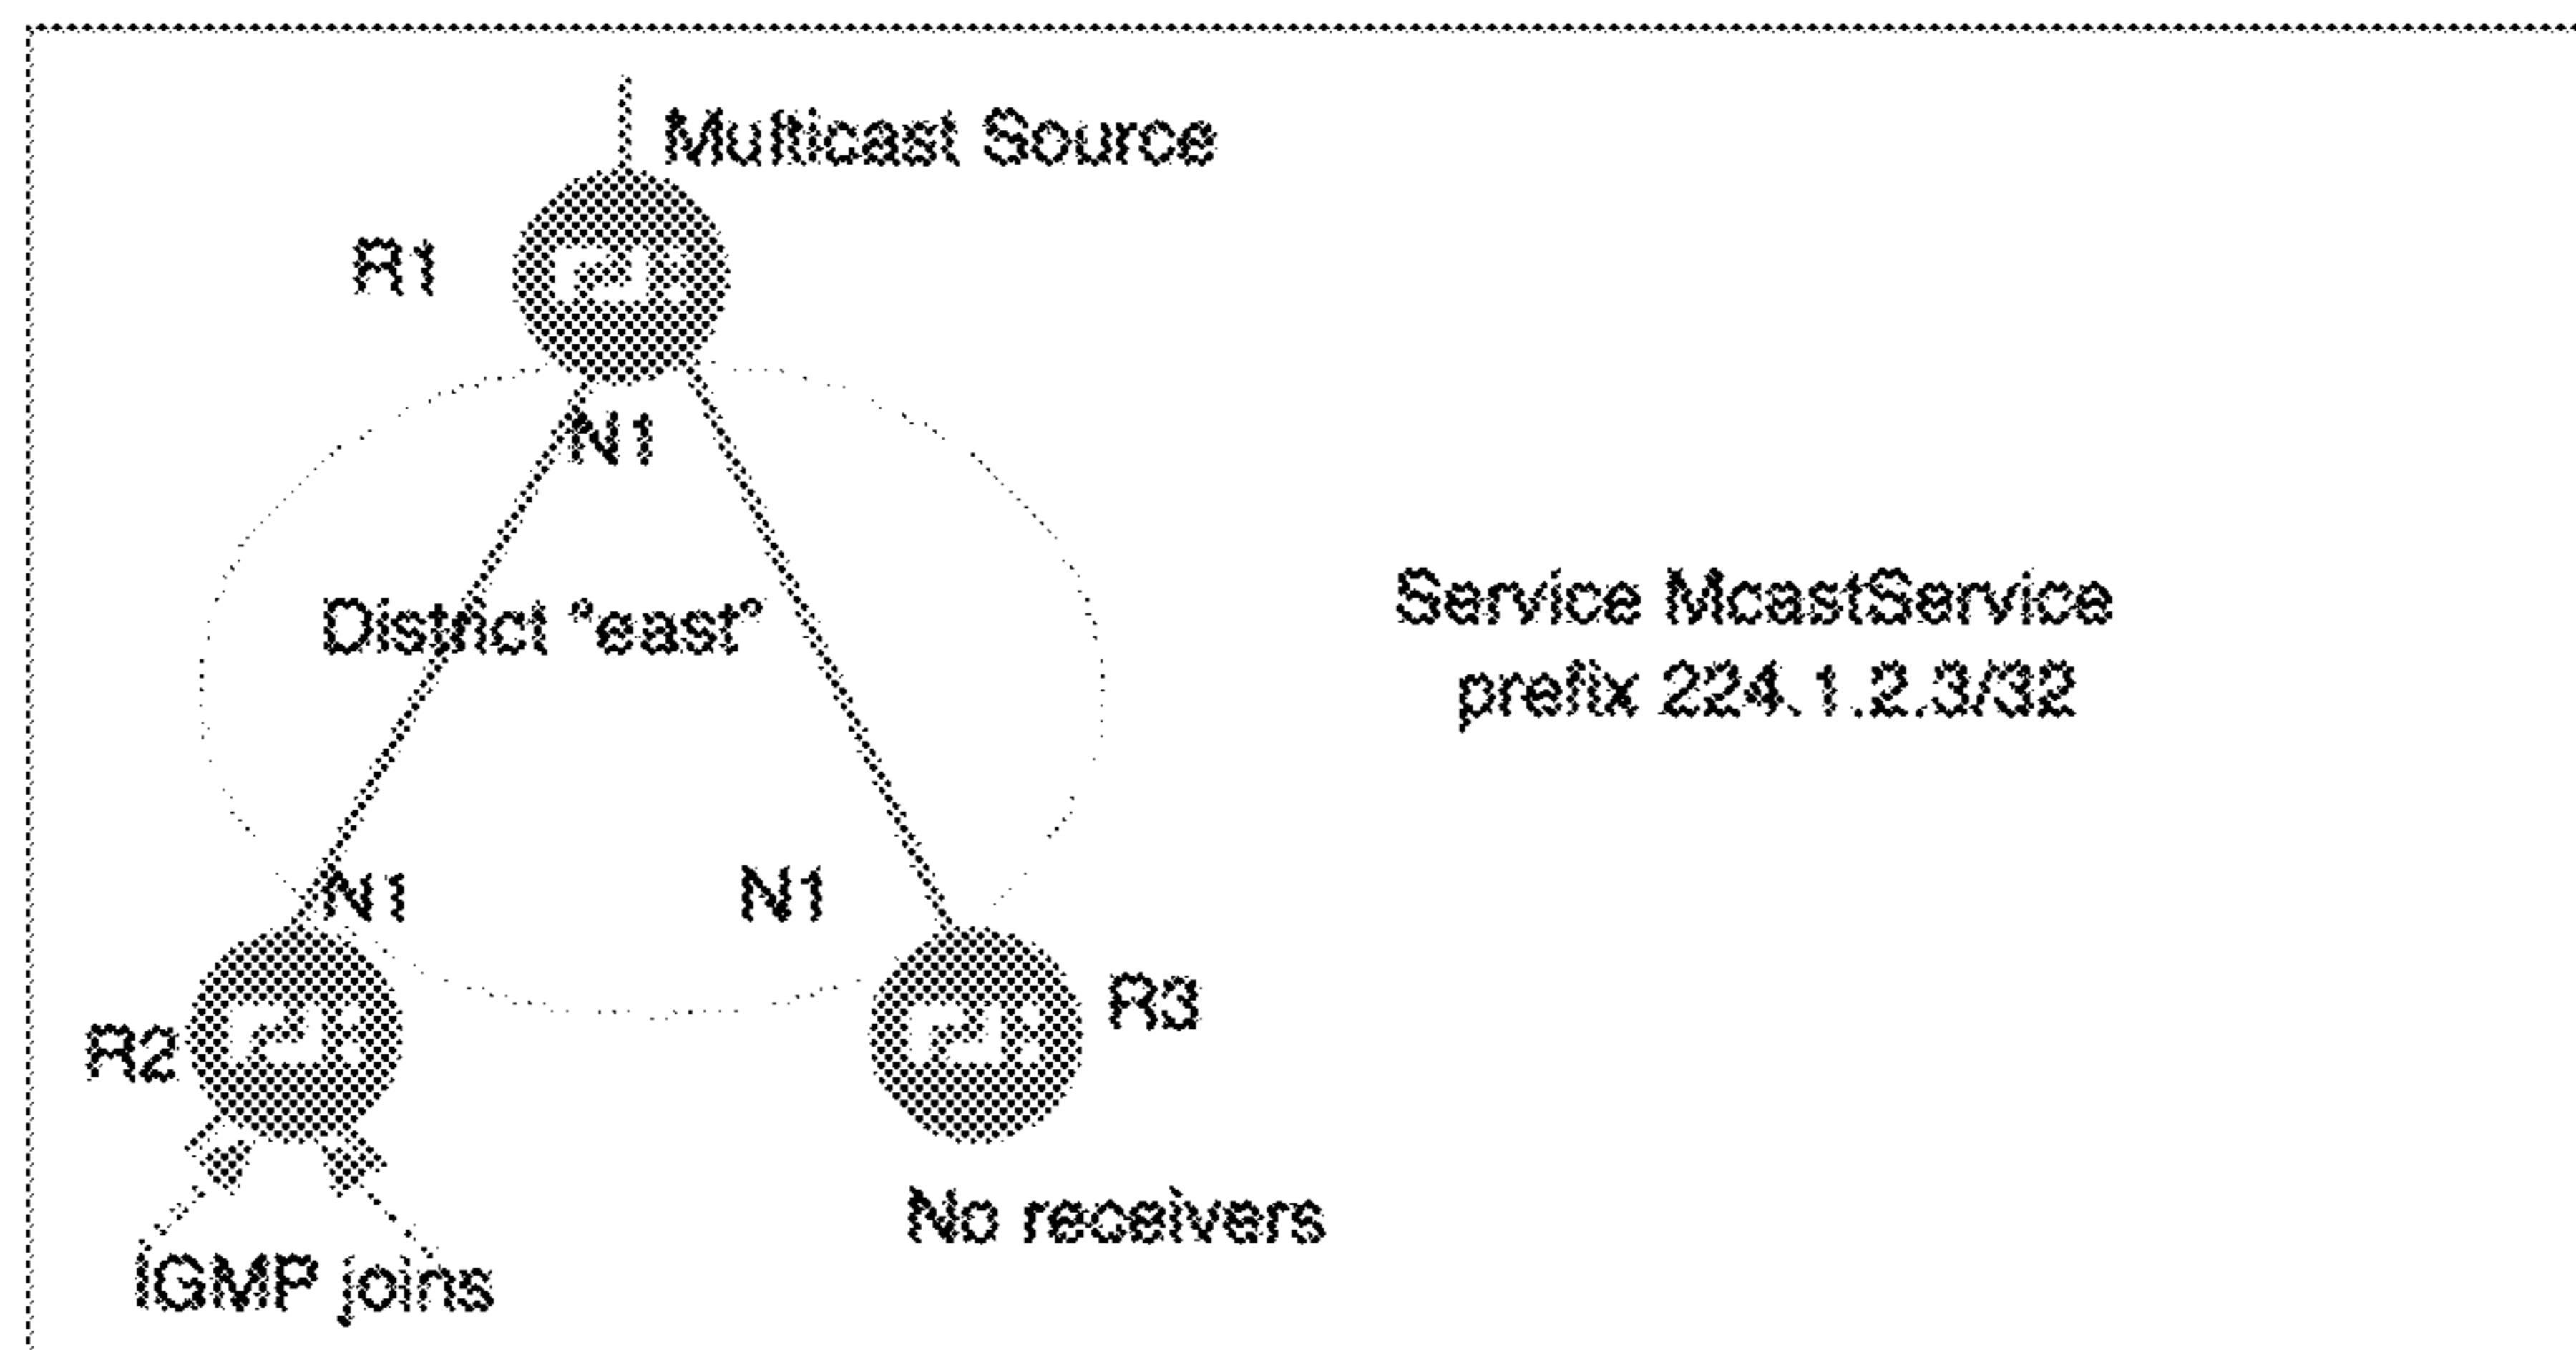 Multicast Source
R1
N1
District "east"
Service McastService
prefix 224.1.2.3/32
N1
N1
R2
R3
No receivers
IGMP joins